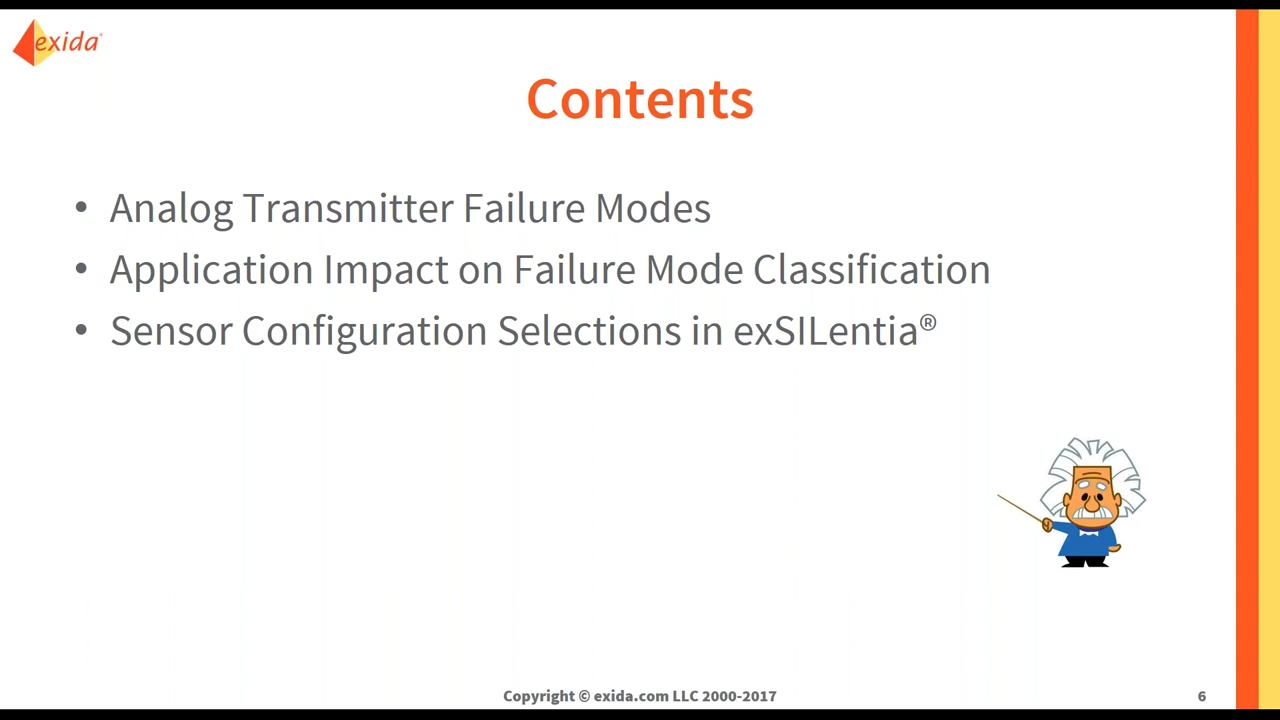 exida®
Contents
• Analog Transmitter Failure Modes
• Application Impact on Failure Mode Classification
• Sensor Configuration Selections in exSILentia®
Copyright © exida.com LLC 2000-2017
6